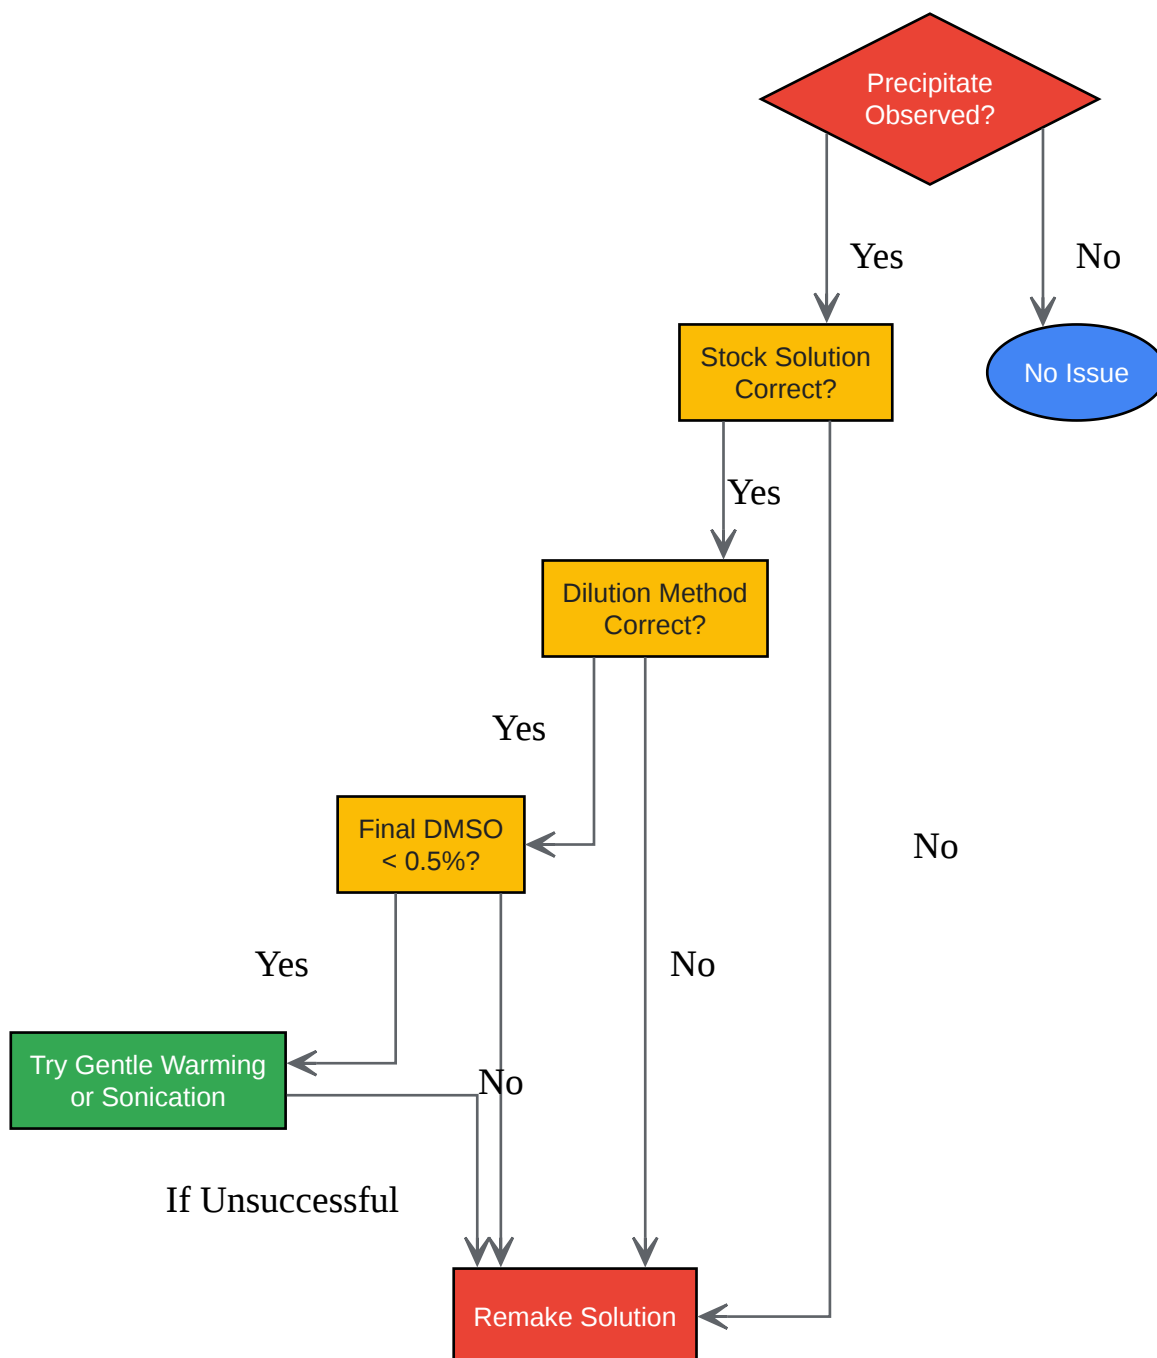 Precipitate
Observed?
Yes
No
Stock Solution
Correct?
No Issue
Yes
Dilution Method
Correct?
Yes
Final DMSO
< 0.5%?
No
Yes
No
Try Gentle Warming
or Sonication
No
If Unsuccessful
Remake Solution